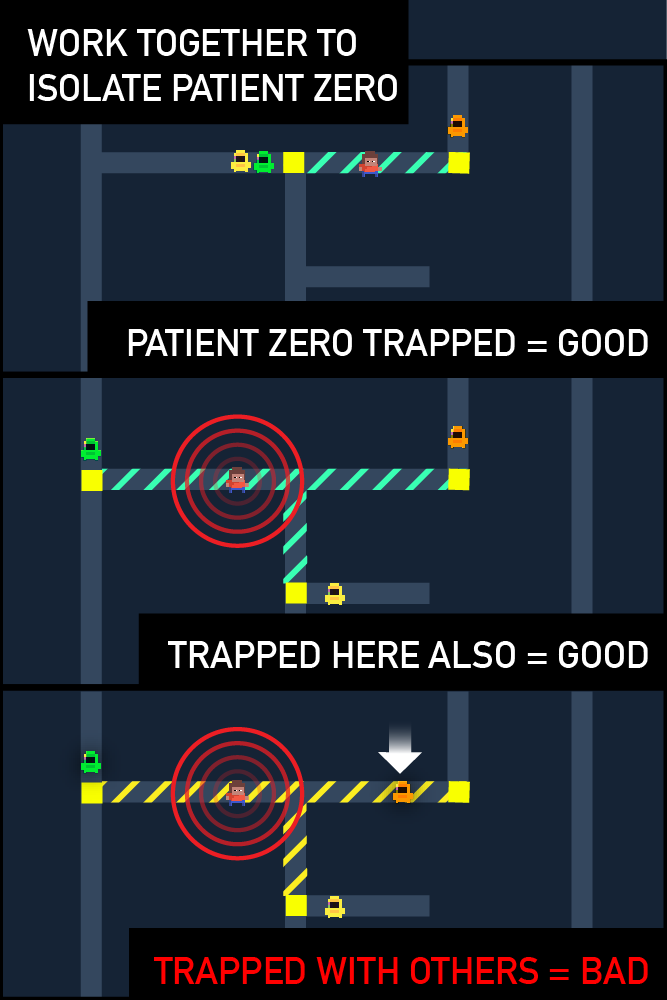 WORK TOGETHER TO
ISOLATE PATIENT ZERO
PATIENT ZERO TRAPPED = GOOD
TRAPPED HERE ALSO = GOOD
TRAPPED WITH OTHERS = BAD